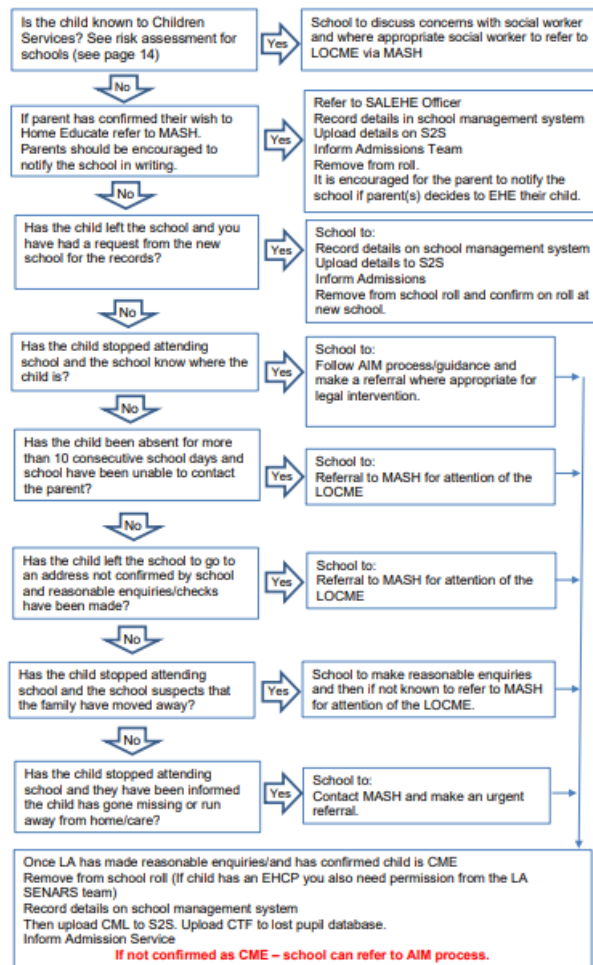 Is the child known to Children
Services? See risk assessment for
schools (see page 14)
Yes
School to discuss concerns with social worker
and where appropriate social worker to refer to
LOCME via MASH
No
If parent has confirmed their wish to
Home Educate refer to MASH.
Parents should be encouraged to
notify the school in writing.
Yes
Refer to SALEHE Officer
Record details in school management system
Upload details on S2S
Inform Admissions Team
Remove from roll.
It is encouraged for the parent to notify the
school if parent(s) decides to EHE their child.
No
Has the child left the school and you
have had a request from the new
school for the records?
Yes
School to:
Record details on school management system
Upload details to S2S
Inform Admissions
Remove from school roll and confirm on roll at
new school.
No
Has the child stopped attending
school and the school know where the
child is?
Yes
School to:
Follow AIM process/guidance and
make a referral where appropriate for
legal intervention.
No
Has the child been absent for more
than 10 consecutive school days and
school have been unable to contact
the parent?
Yes
School to:
Referral to MASH for attention of the
LOCME
No
Has the child left the school to go to
an address not confirmed by school
and reasonable enquiries/checks
have been made?
Yes
School to:
Referral to MASH for attention of the
LOCME
No
Has the child stopped attending
school and the school suspects that
the family have moved away?
Yes
School to make reasonable enquiries
and then if not known to refer to MASH
for attention of the LOCME.
No
Has the child stopped attending
school and they have been informed
the child has gone missing or run
away from home/care?
Yes
School to:
Contact MASH and make an urgent
referral.
Once LA has made reasonable enquiries/and has confirmed child is CME
Remove from school roll (If child has an EHCP you also need permission from the LA
SENARS team)
Record details on school management system
Then upload CML to S2S. Upload CTF to lost pupil database.
Inform Admission Service
If not confirmed as CME – school can refer to AIM process.